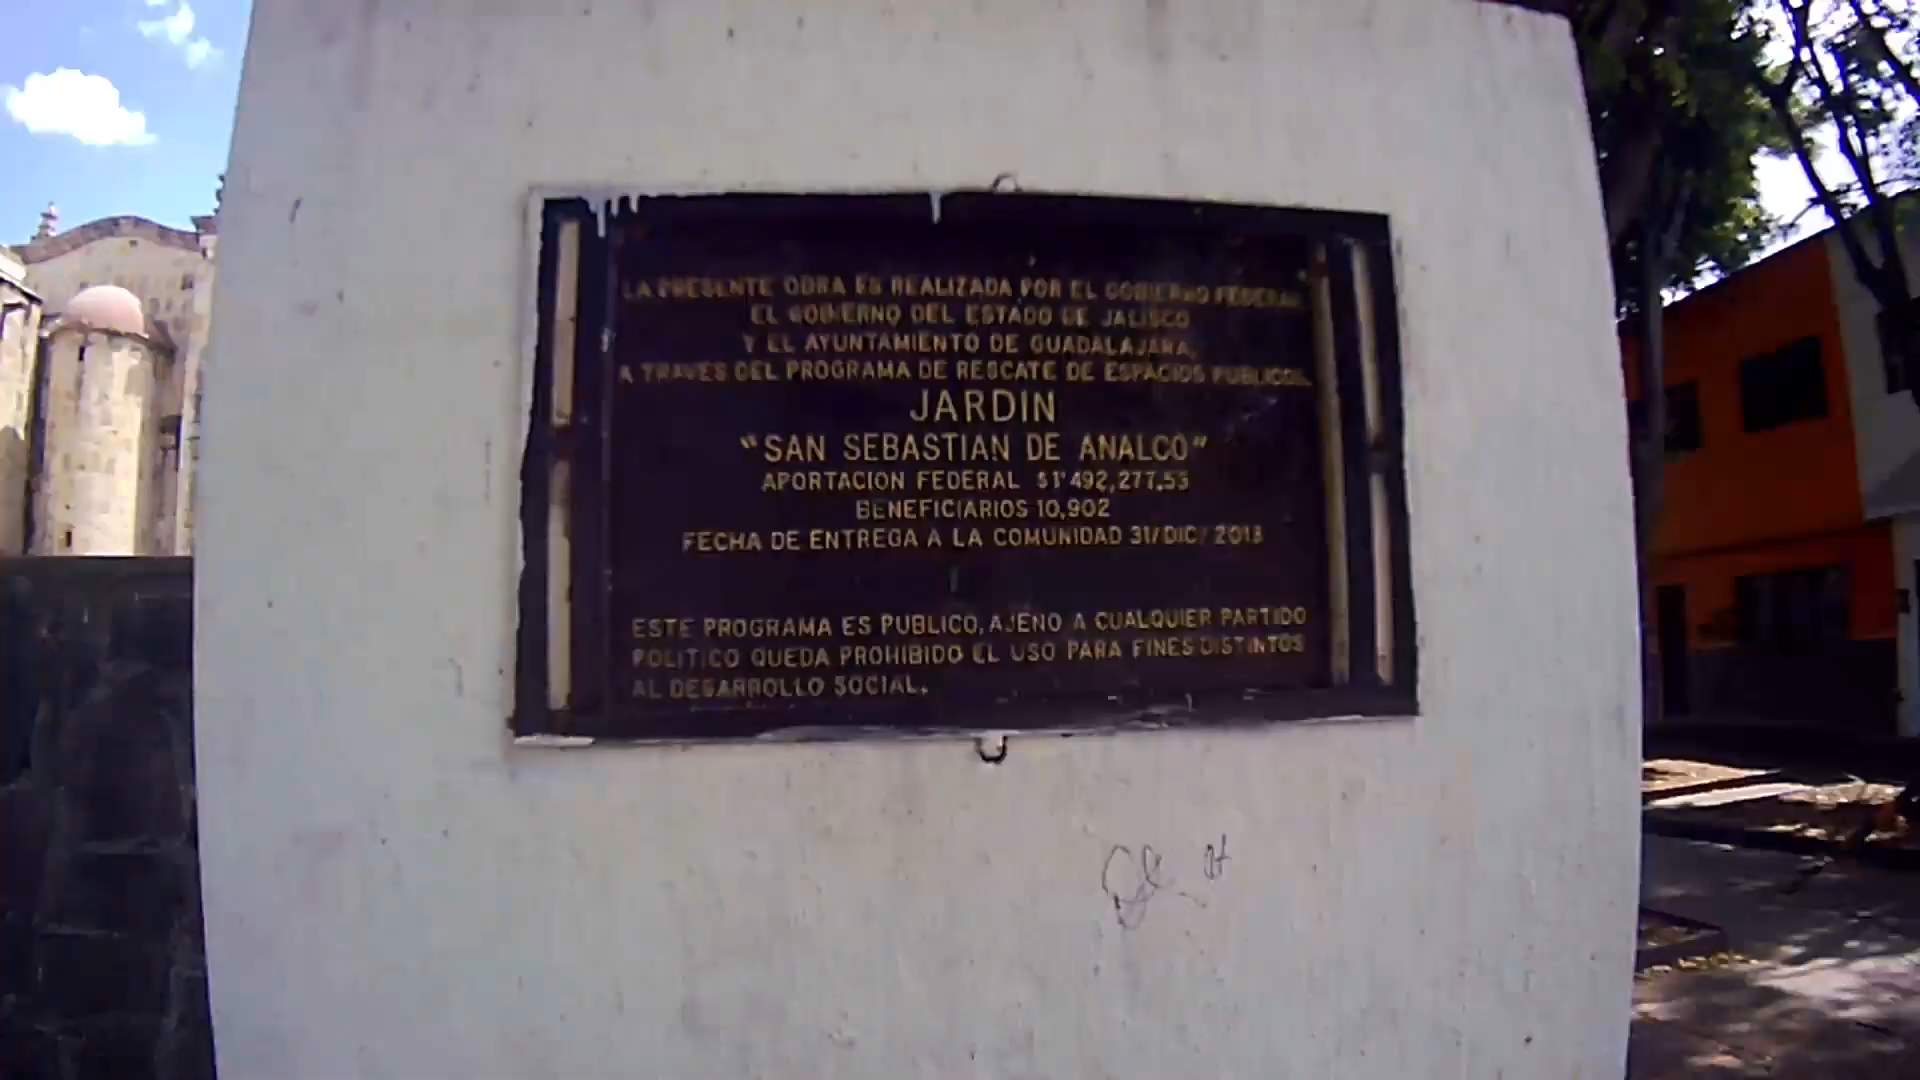 LA PRESENTE OBRA ES REALIZADA POR EL GOBIERNO FEDERAL
EL GOBIERNO DEL ESTADO DE JALISCO
Y EL AYUNTAMIENTO DE GUADALAJARA,
A TRAVES DEL PROGRAMA DE RESCATE DE ESPACIOS PUBLICOS.
JARDIN
"SAN SEBASTIAN DE ANALCO"
APORTACION FEDERAL $1'492,277.53
BENEFICIARIOS 10,902
FECHA DE ENTREGA A LA COMUNIDAD 31/DIC/2013
ESTE PROGRAMA ES PUBLICO, AJENO A CUALQUIER PARTIDO
POLITICO QUEDA PROHIBIDO EL USO PARA FINES DISTINTOS
AL DESARROLLO SOCIAL.